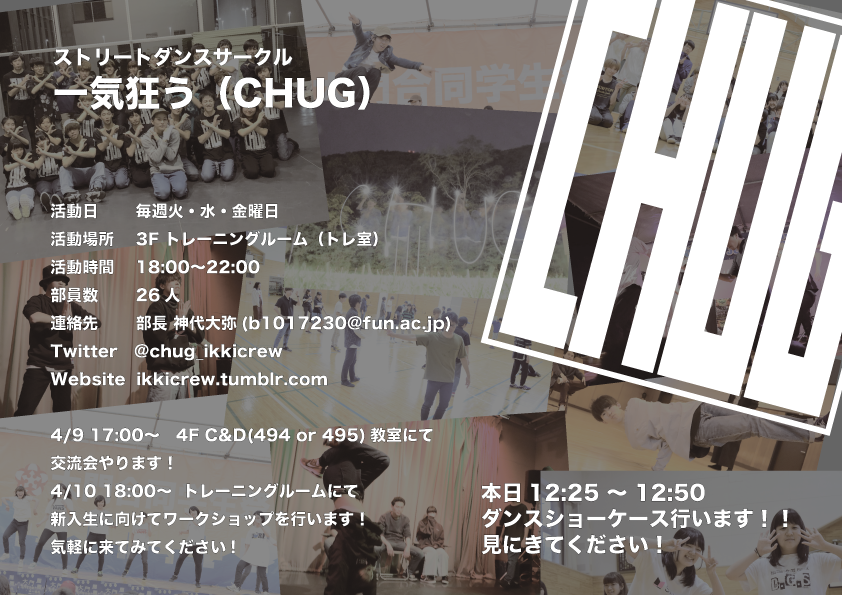 ストリートダンスサークル
一気狂う（CHUG）
CHUG
活動日 毎週火・水・金曜日
活動場所 3F トレーニングルーム（トレ室）
活動時間 18:00〜22:00
部員数 26 人
連絡先 部長 神代大弥 (b1017230@fun.ac.jp)
Twitter @chug_ikkicrew
Website ikkicrew.tumblr.com
4/9 17:00〜 4F C&D(494 or 495) 教室にて
交流会やります！
4/10 18:00〜 トレーニングルームにて
新入生に向けてワークショップを行います！
気軽に来てみてください！
本日 12:25 〜 12:50
ダンスショーケース行います！！
見にきてください！